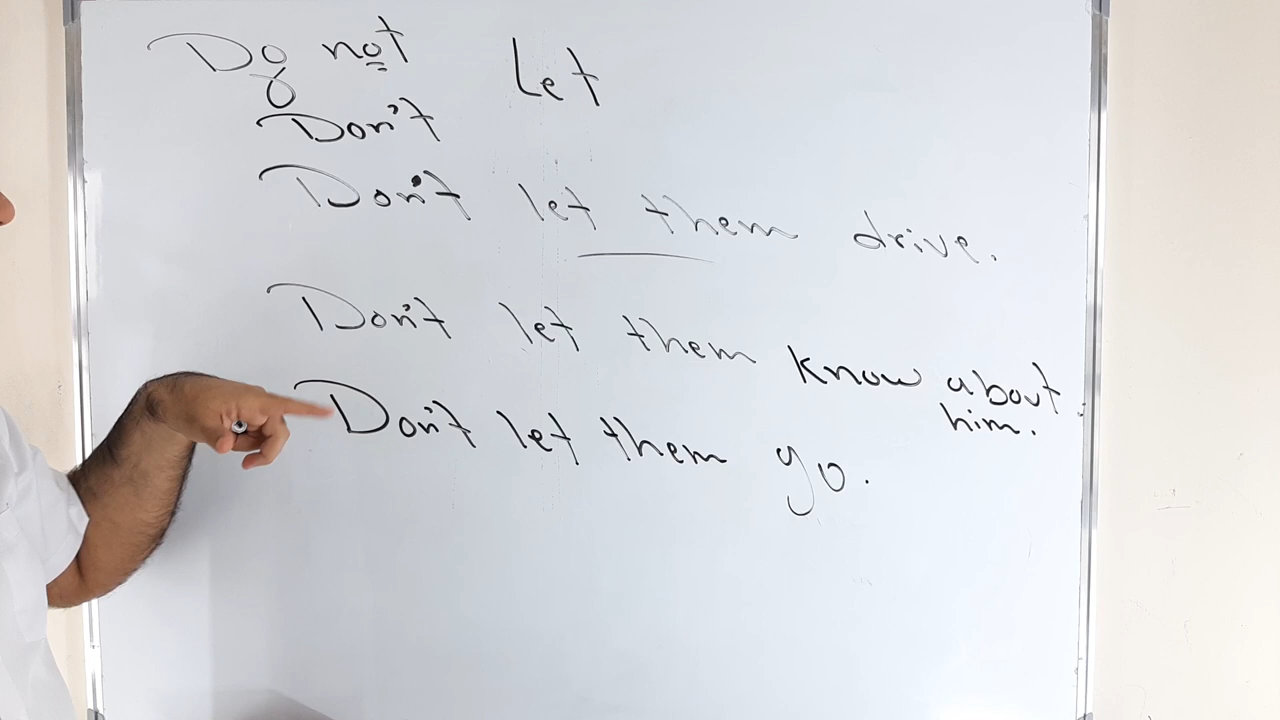 Do not Let
Don't
Don't let them drive.
Don't let them know about
him.
Don't let them go.